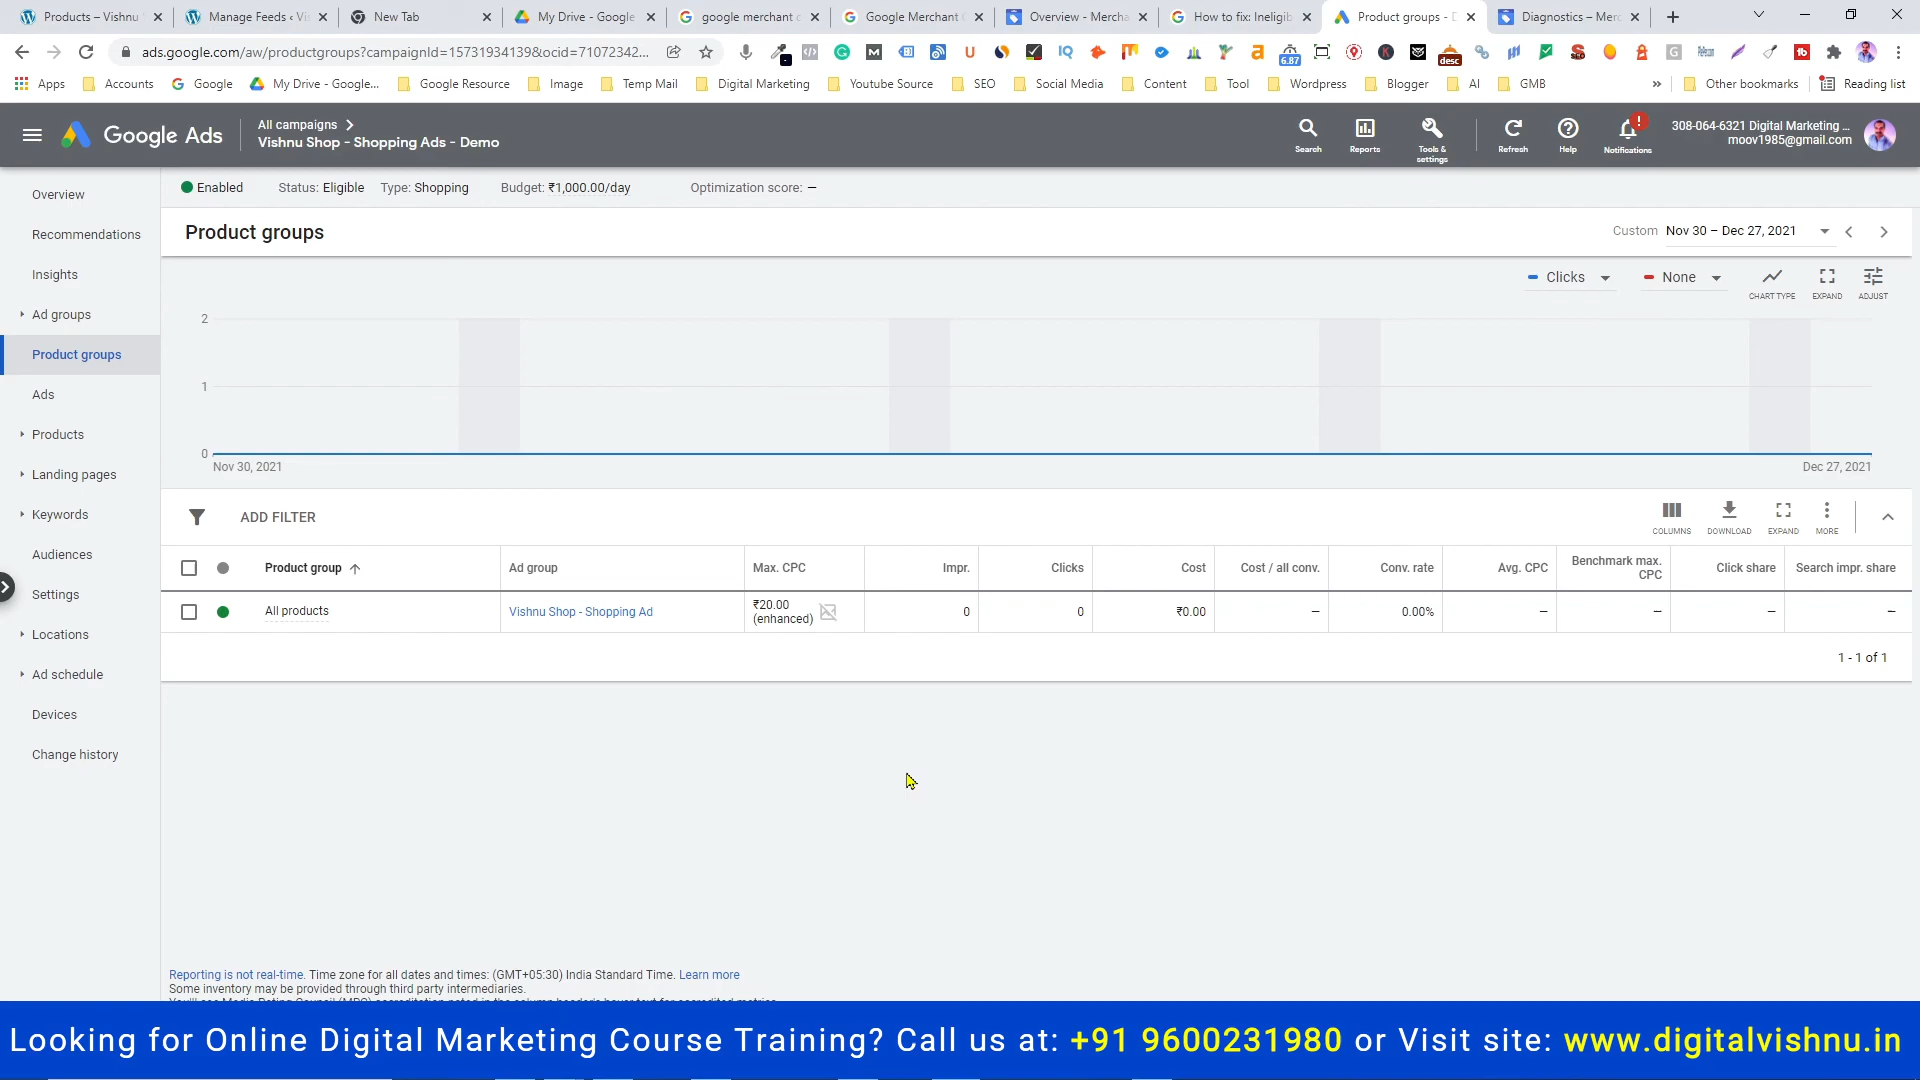 Products – Vishnu
Manage Feeds ‹ Vi
New Tab
My Drive - Google
google merchant c
Google Merchant
Overview - Mercha
How to fix: Ineligib
Product groups - D
Diagnostics – Merc
ads.google.com/aw/productgroups?campaignId=15731934139&ocid=71072342...
6.87
desc
Apps
Accounts
Google
My Drive - Google...
Google Resource
Image
Temp Mail
Digital Marketing
Youtube Source
SEO
Social Media
Content
Tool
Wordpress
Blogger
AI
GMB
»
Other bookmarks
Reading list
Google Ads
All campaigns
Vishnu Shop - Shopping Ads - Demo
Search
Reports
Tools & settings
Refresh
Help
Notifications
308-064-6321 Digital Marketing ...
moov1985@gmail.com
Enabled
Status: Eligible
Type: Shopping
Budget: ₹1,000.00/day
Optimization score: –
Overview
Recommendations
Insights
Ad groups
Product groups
Ads
Products
Landing pages
Keywords
Audiences
Settings
Locations
Ad schedule
Devices
Change history
Product groups
Custom Nov 30 – Dec 27, 2021
Clicks
None
CHART TYPE
EXPAND
ADJUST
2
1
0
Nov 30, 2021
Dec 27, 2021
ADD FILTER
COLUMNS
DOWNLOAD
EXPAND
MORE
Product group
Ad group
Max. CPC
Impr.
Clicks
Cost
Cost / all conv.
Conv. rate
Avg. CPC
Benchmark max. CPC
Click share
Search impr. share
All products
Vishnu Shop - Shopping Ad
₹20.00 (enhanced)
0
0
₹0.00
–
0.00%
–
–
–
–
1 - 1 of 1
Reporting is not real-time. Time zone for all dates and times: (GMT+05:30) India Standard Time. Learn more
Some inventory may be provided through third party intermediaries.
Looking for Online Digital Marketing Course Training? Call us at: +91 9600231980 or Visit site: www.digitalvishnu.in